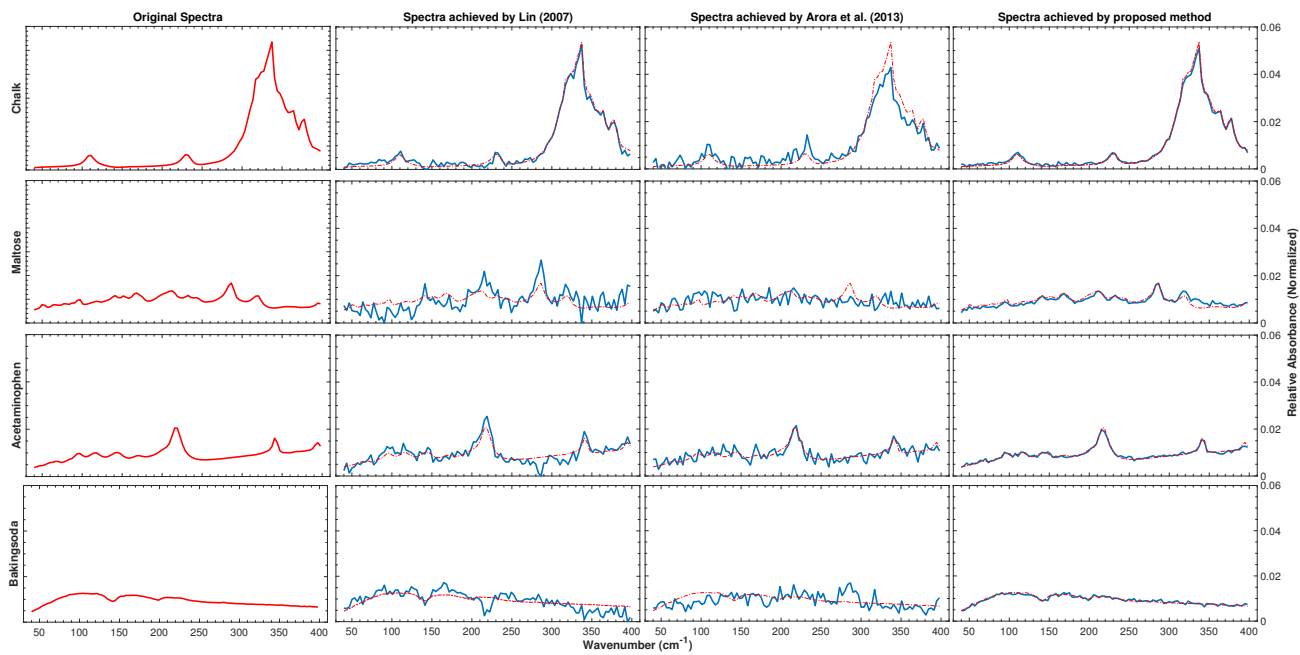 Original Spectra
Spectra achieved by Lin (2007)
Spectra achieved by Arora et al. (2013)
Spectra achieved by proposed method
Chalk
0.06
0.04
0.02
0
Maltose
0.06
0.04
0.02
0
Acetaminophen
0.06
0.04
0.02
0
Bakingsoda
0.06
0.04
0.02
0
Relative Absorbance (Normalized)
50 100 150 200 250 300 350 400
50 100 150 200 250 300 350 400
50 100 150 200 250 300 350 400
50 100 150 200 250 300 350 400
Wavenumber (cm⁻¹)